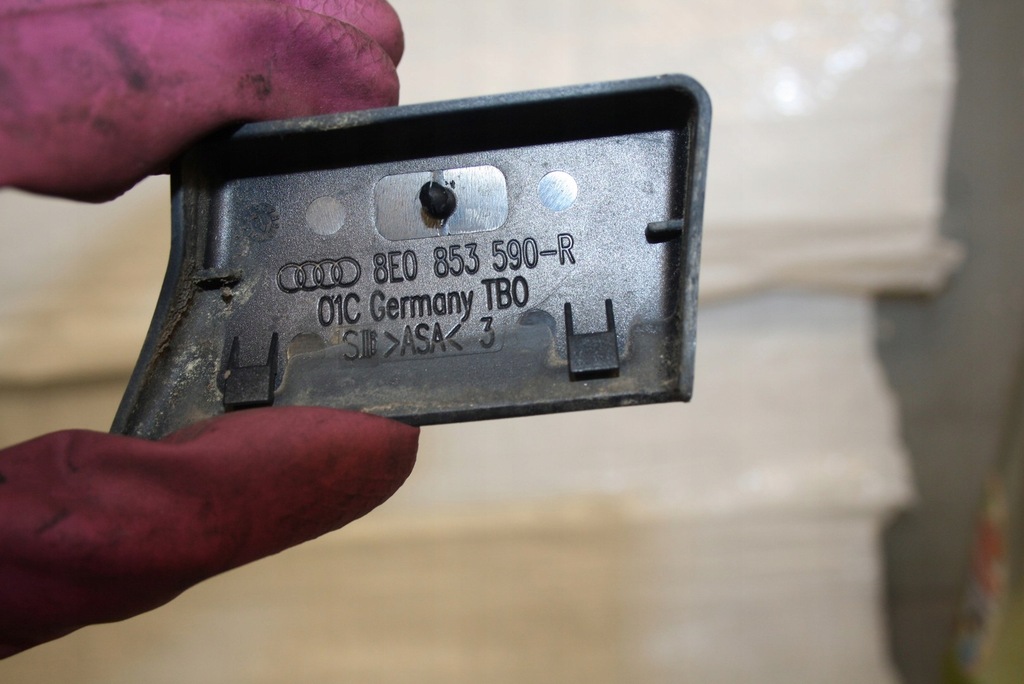 8E0 853 590-R
01C Germany TBO
>ASA< 3